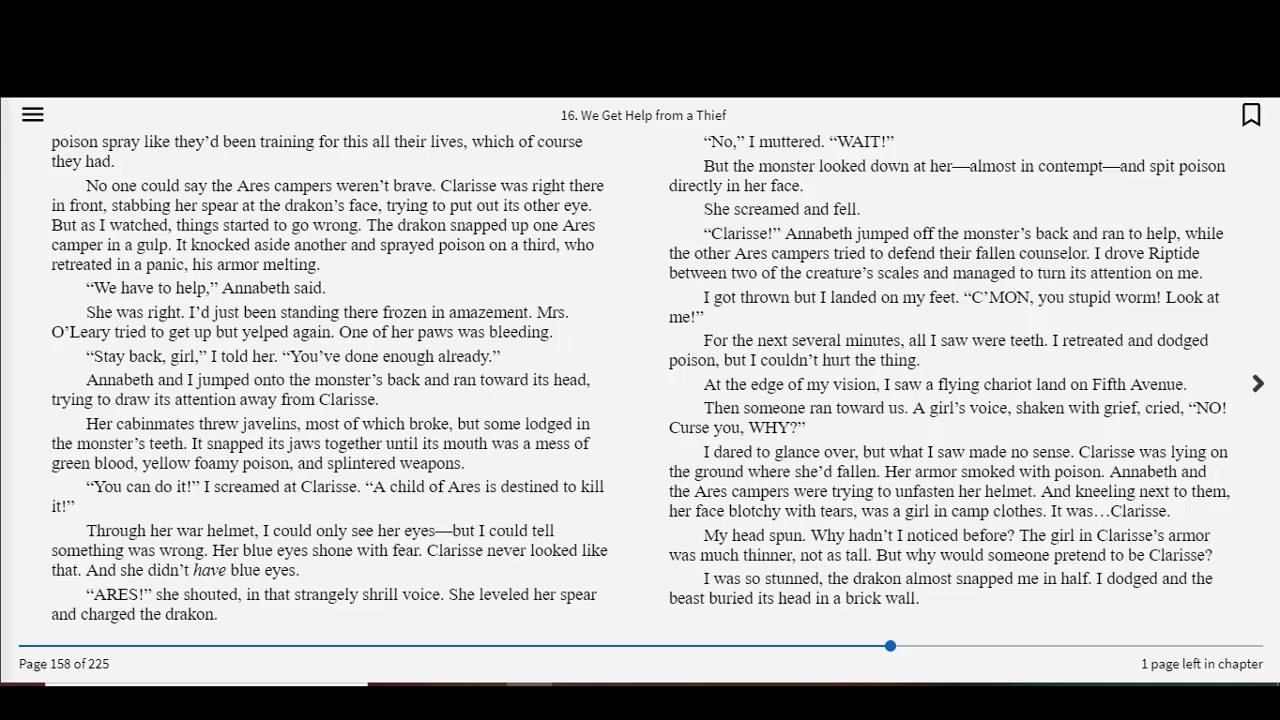 16. We Get Help from a Thief
poison spray like they’d been training for this all their lives, which of course
they had.
No one could say the Ares campers weren’t brave. Clarisse was right there
in front, stabbing her spear at the drakon’s face, trying to put out its other eye.
But as I watched, things started to go wrong. The drakon snapped up one Ares
camper in a gulp. It knocked aside another and sprayed poison on a third, who
retreated in a panic, his armor melting.
“We have to help,” Annabeth said.
She was right. I’d just been standing there frozen in amazement. Mrs.
O’Leary tried to get up but yelped again. One of her paws was bleeding.
“Stay back, girl,” I told her. “You’ve done enough already.”
Annabeth and I jumped onto the monster’s back and ran toward its head,
trying to draw its attention away from Clarisse.
Her cabinmates threw javelins, most of which broke, but some lodged in
the monster’s teeth. It snapped its jaws together until its mouth was a mess of
green blood, yellow foamy poison, and splintered weapons.
“You can do it!” I screamed at Clarisse. “A child of Ares is destined to kill
it!”
Through her war helmet, I could only see her eyes—but I could tell
something was wrong. Her blue eyes shone with fear. Clarisse never looked like
that. And she didn’t have blue eyes.
“ARES!” she shouted, in that strangely shrill voice. She leveled her spear
and charged the drakon.
“No,” I muttered. “WAIT!”
But the monster looked down at her—almost in contempt—and spit poison
directly in her face.
She screamed and fell.
“Clarisse!” Annabeth jumped off the monster’s back and ran to help, while
the other Ares campers tried to defend their fallen counselor. I drove Riptide
between two of the creature’s scales and managed to turn its attention on me.
I got thrown but I landed on my feet. “C’MON, you stupid worm! Look at
me!”
For the next several minutes, all I saw were teeth. I retreated and dodged
poison, but I couldn’t hurt the thing.
At the edge of my vision, I saw a flying chariot land on Fifth Avenue.
Then someone ran toward us. A girl’s voice, shaken with grief, cried, “NO!
Curse you, WHY?”
I dared to glance over, but what I saw made no sense. Clarisse was lying on
the ground where she’d fallen. Her armor smoked with poison. Annabeth and
the Ares campers were trying to unfasten her helmet. And kneeling next to them,
her face blotchy with tears, was a girl in camp clothes. It was…Clarisse.
My head spun. Why hadn’t I noticed before? The girl in Clarisse’s armor
was much thinner, not as tall. But why would someone pretend to be Clarisse?
I was so stunned, the drakon almost snapped me in half. I dodged and the
beast buried its head in a brick wall.
Page 158 of 225
1 page left in chapter